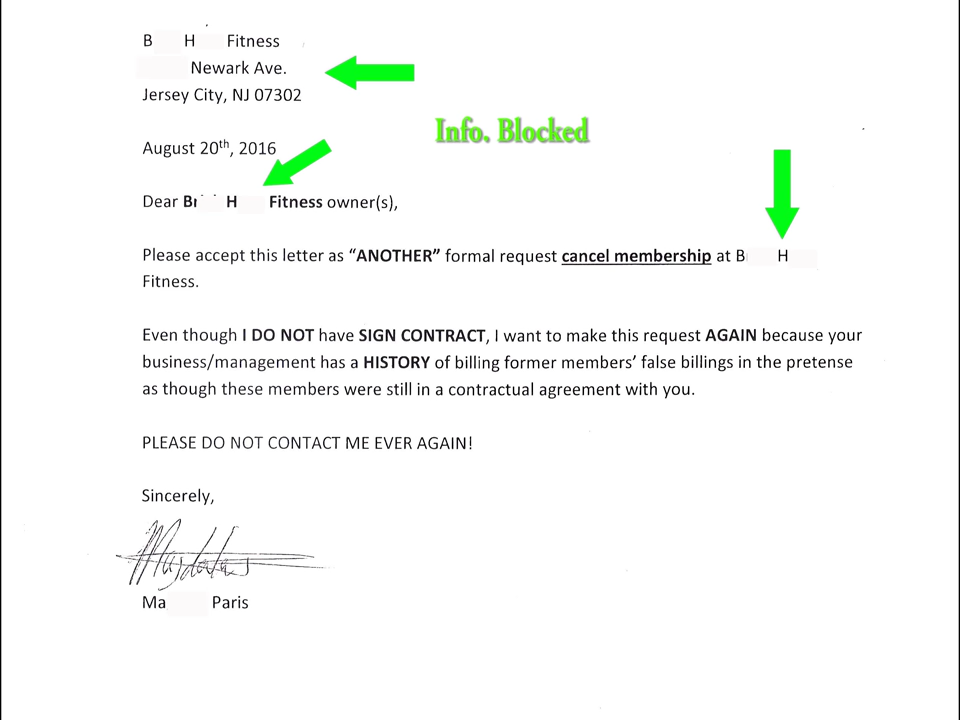 B H Fitness
Newark Ave.
Jersey City, NJ 07302
Info. Blocked
August 20th, 2016
Dear H Fitness owner(s),
Please accept this letter as “ANOTHER” formal request cancel membership at B H
Fitness.
Even though I DO NOT have SIGN CONTRACT, I want to make this request AGAIN because your
business/management has a HISTORY of billing former members’ false billings in the pretense
as though these members were still in a contractual agreement with you.
PLEASE DO NOT CONTACT ME EVER AGAIN!
Sincerely,
Ma Paris